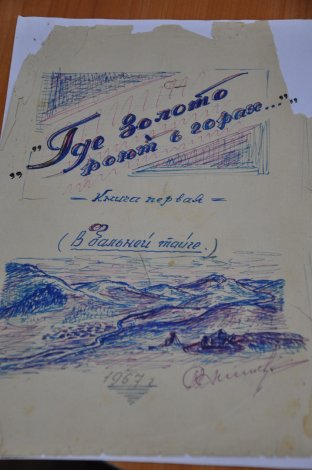 „Где золото
роют в горах..."
– Книга первая –
(В дальней тайге.)
1967 г.